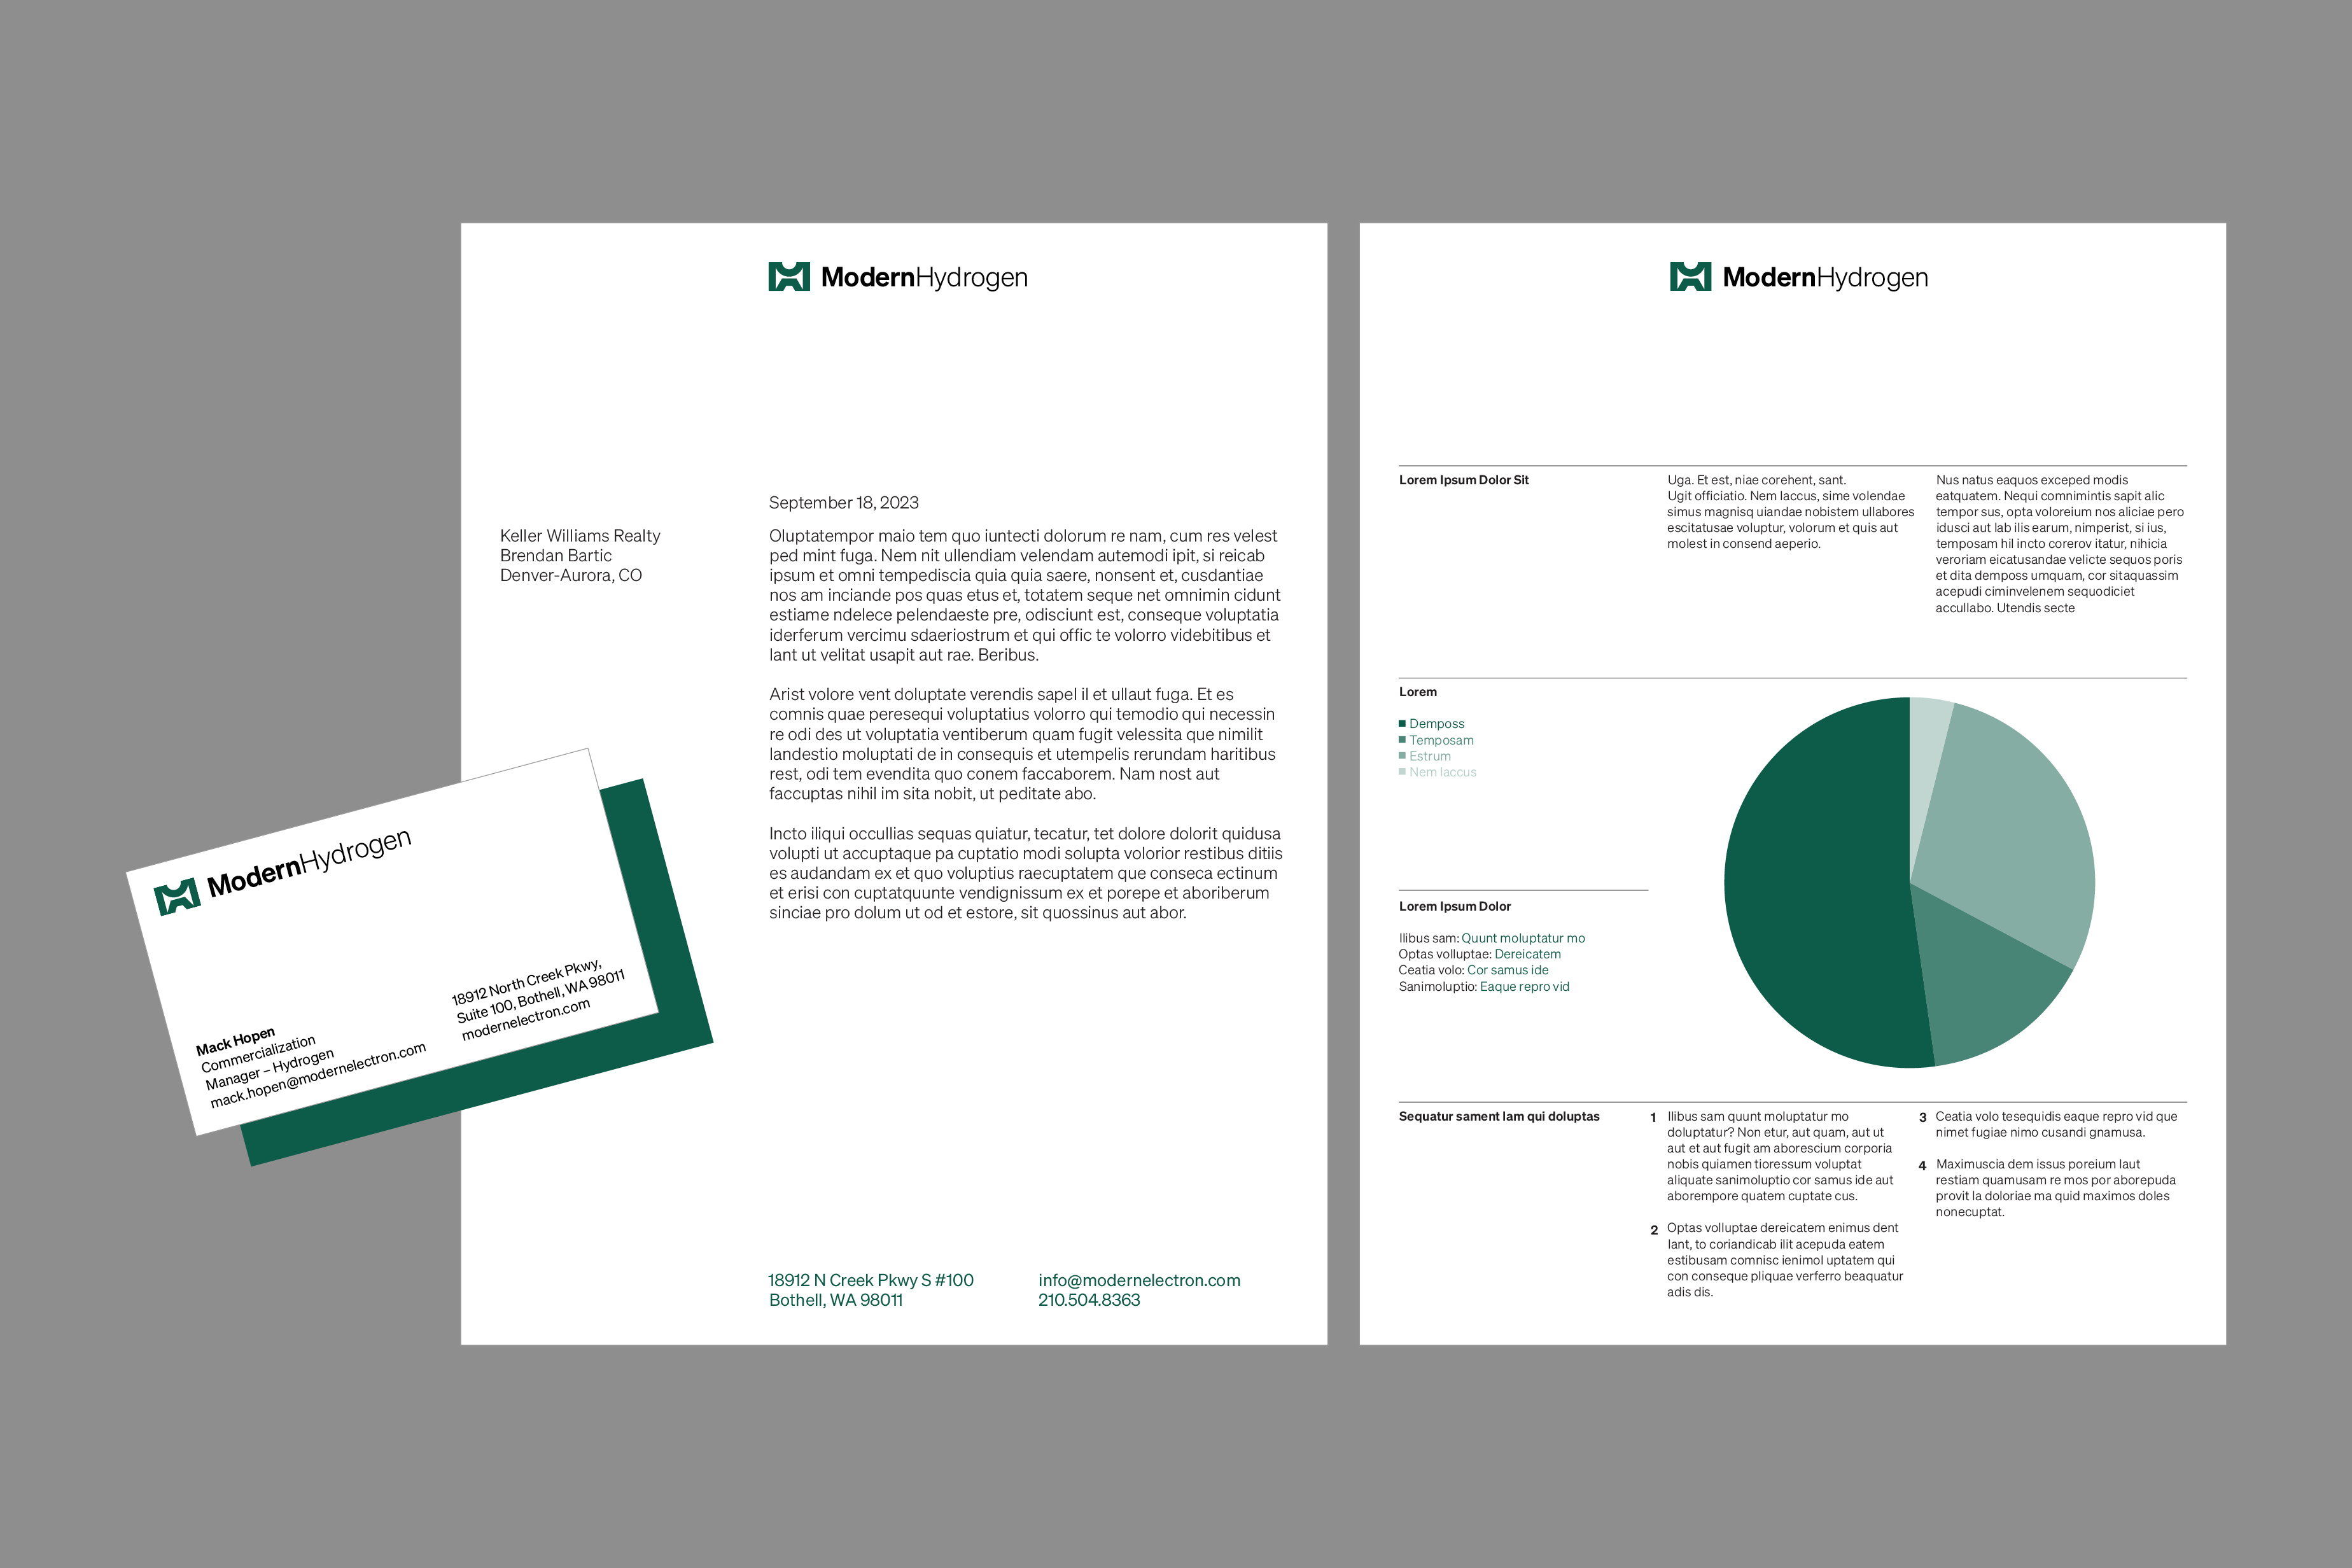 ModernHydrogen
Mack Hopen
Commercialization
Manager – Hydrogen
mack.hopen@modernelectron.com
18912 North Creek Pkwy,
Suite 100, Bothell, WA 98011
modernelectron.com
ModernHydrogen
September 18, 2023
Keller Williams Realty
Brendan Bartic
Denver-Aurora, CO
Oluptatempor maio tem quo iuntecti dolorum re nam, cum res velest
ped mint fuga. Nem nit ullendiam velendam autemodi ipit, si reicab
ipsum et omni tempediscia quia quia saere, nonsent et, cusdantiae
nos am inciande pos quas etus et, totatem seque net omnimin cidunt
estiame ndelece pelendaeste pre, odisciunt est, conseque voluptatia
iderferum vercimu sdaeriostrum et qui offic te volorro videbitibus et
lant ut velitat usapit aut rae. Beribus.
Arist volore vent doluptate verendis sapel il et ullaut fuga. Et es
comnis quae peresequi voluptatius volorro qui temodio qui necessin
re odi des ut voluptatia ventiberum quam fugit velessita que nimilit
landestio moluptati de in consequis et utempelis rerundam haritibus
rest, odi tem evendita quo conem faccaborem. Nam nost aut
faccuptas nihil im sita nobit, ut peditate abo.
Incto iliqui occullias sequas quiatur, tecatur, tet dolore dolorit quidusa
volupti ut accuptaque pa cuptatio modi solupta volorior restibus ditiis
es audandam ex et quo voluptius raecuptatem que conseca ectinum
et erisi con cuptatquunte vendignissum ex et porepe et aboriberum
sinciae pro dolum ut od et estore, sit quossinus aut abor.
18912 N Creek Pkwy S #100
Bothell, WA 98011
info@modernelectron.com
210.504.8363
ModernHydrogen
Lorem Ipsum Dolor Sit
Uga. Et est, niae corehent, sant.
Ugit officiatio. Nem laccus, sime volendae
simus magnisq uiandae nobistem ullabores
escitatusae voluptur, volorum et quis aut
molest in consend aeperio.
Nus natus eaquos exceped modis
eatquatem. Nequi comnimintis sapit alic
tempor sus, opta voloreium nos aliciae pero
idusci aut lab ilis earum, nimperist, si ius,
temposam hil incto corerov itatur, nihicia
veroriam eicatusandae velicte sequos poris
et dita demposs umquam, cor sitaquassim
acepudi ciminvelenem sequodiciet
accullabo. Utendis secte
Lorem
Demposs
Temposam
Estrum
Nem laccus
Lorem Ipsum Dolor
Ilibus sam: Quunt moluptatur mo
Optas volluptae: Dereicatem
Ceatia volo: Cor samus ide
Sanimoluptio: Eaque repro vid
Sequatur sament lam qui doluptas
1 Ilibus sam quunt moluptatur mo
doluptatur? Non etur, aut quam, aut ut
aut et aut fugit am aborescium corporia
nobis quiamen tioressum voluptat
aliquate sanimoluptio cor samus ide aut
aborempore quatem cuptate cus.
2 Optas volluptae dereicatem enimus dent
lant, to coriandicab ilit acepuda eatem
estibusam comnisc ienimol uptatem qui
con conseque pliquae verferro beaquatur
adis dis.
3 Ceatia volo tesequidis eaque repro vid que
nimet fugiae nimo cusandi gnamusa.
4 Maximuscia dem issus poreium laut
restiam quamusam re mos por aborepuda
provit la doloriae ma quid maximos doles
nonecuptat.